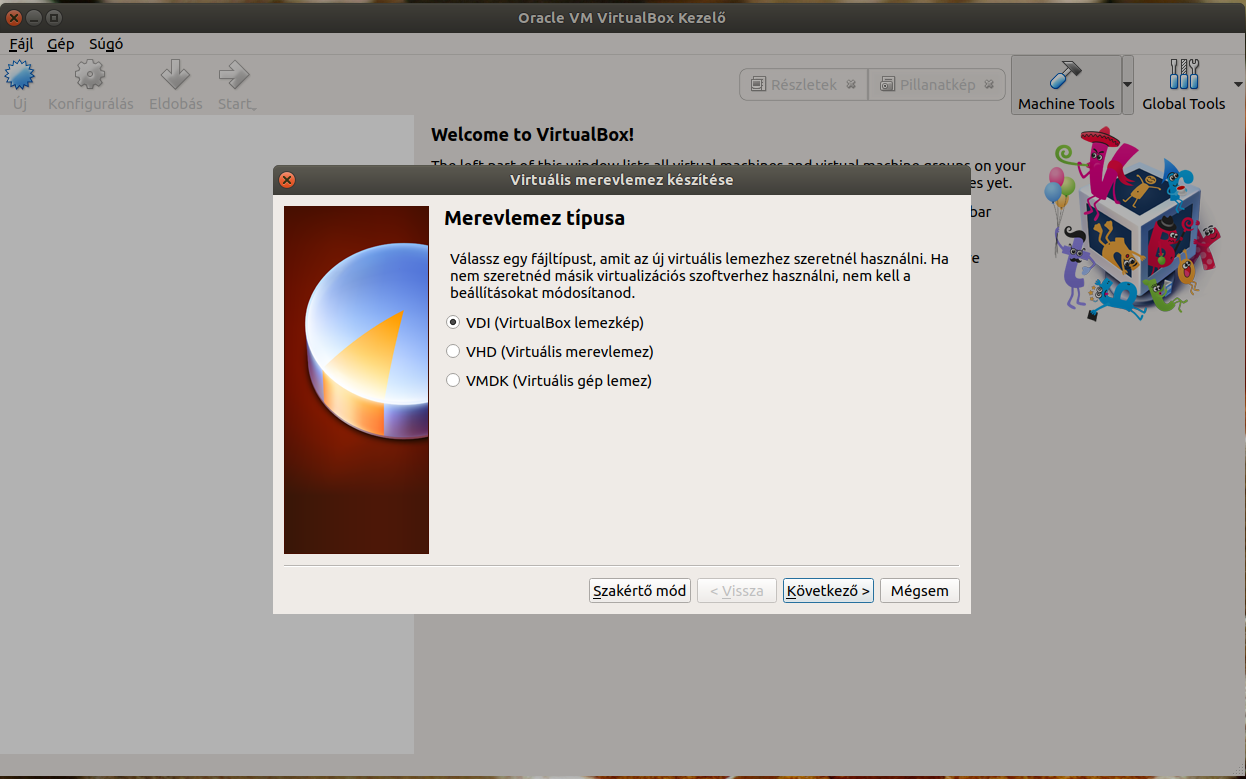 Oracle VM VirtualBox Kezelő
Fájl Gép Súgó
Új Konfigurálás Eldobás Start
Részletek Pillanatkép Machine Tools Global Tools
Welcome to VirtualBox!
The left part of this window lists all virtual machines and virtual machine groups on your
es yet.
bar
e
Virtuális merevlemez készítése
Merevlemez típusa
Válassz egy fájltípust, amit az új virtuális lemezhez szeretnél használni. Ha
nem szeretnéd másik virtualizációs szoftverhez használni, nem kell a
beállításokat módosítanod.
VDI (VirtualBox lemezkép)
VHD (Virtuális merevlemez)
VMDK (Virtuális gép lemez)
Szakértő mód < Vissza Következő > Mégsem